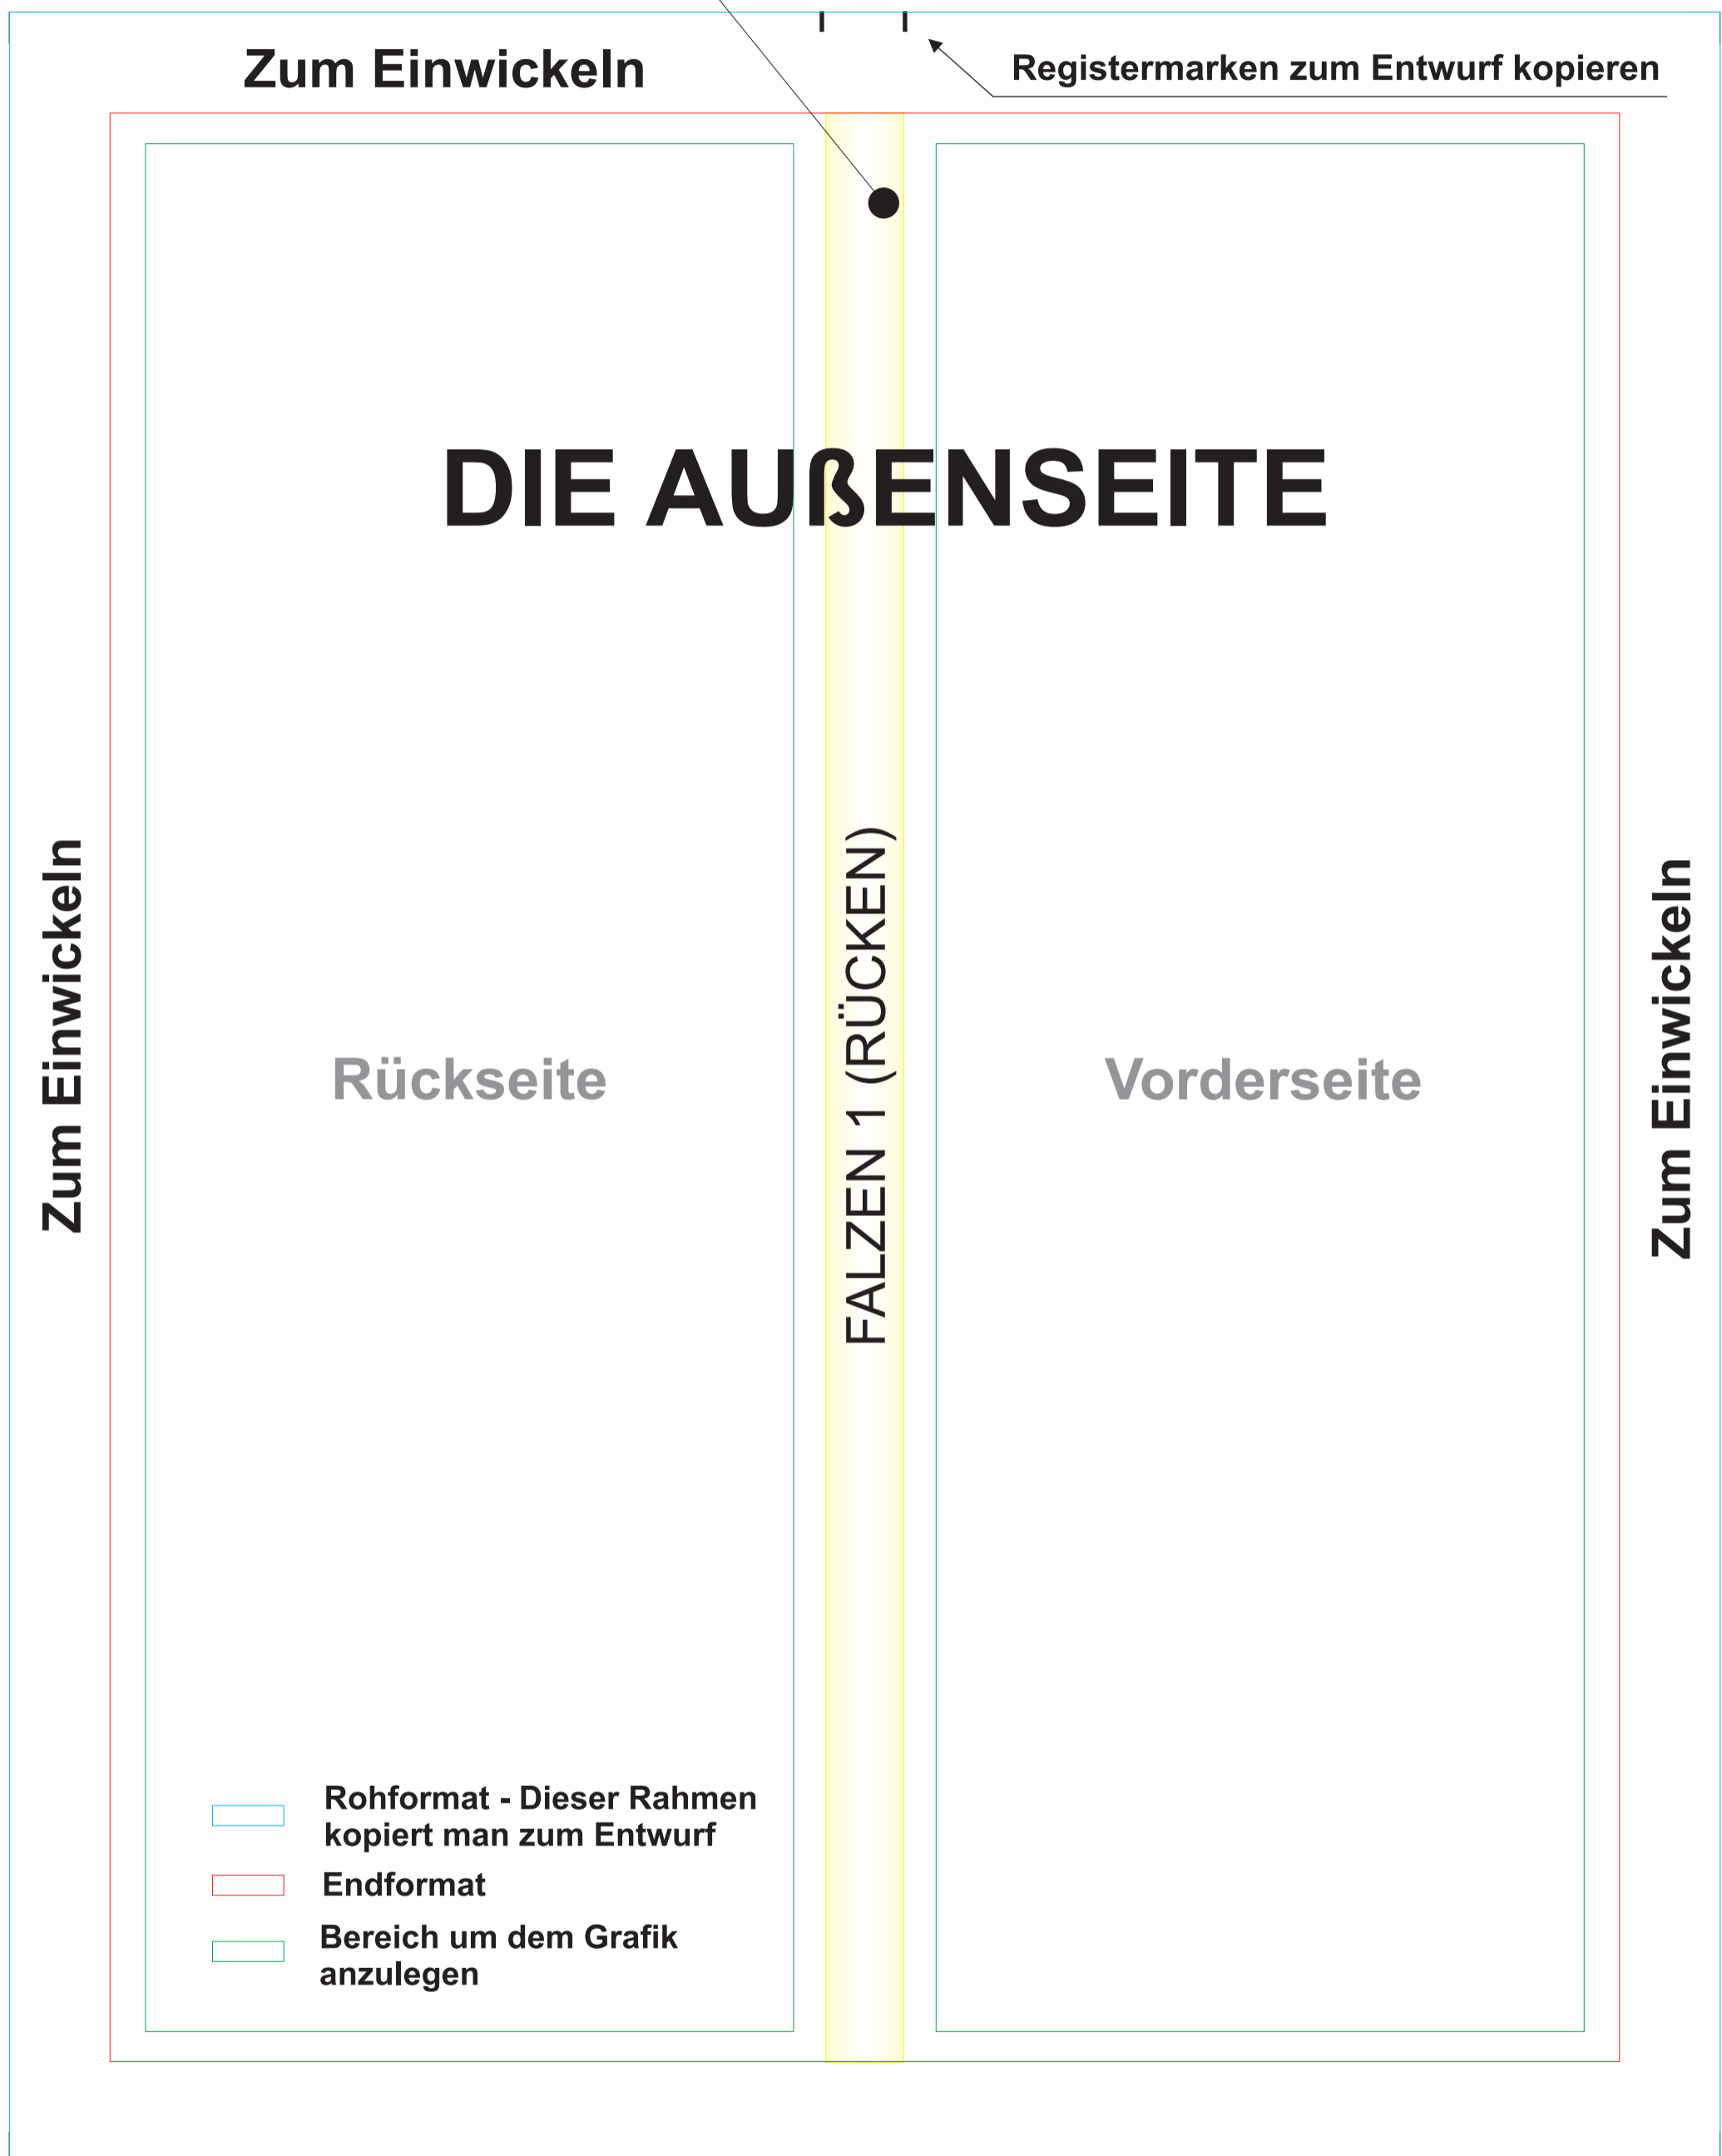 Zum Einwickeln
Registermarken zum Entwurf kopieren
DIE AUßENSEITE
Zum Einwickeln
Rückseite
FALZEN 1 (RÜCKEN)
Vorderseite
Zum Einwickeln
Rohformat - Dieser Rahmen
kopiert man zum Entwurf
Endformat
Bereich um dem Grafik
anzulegen